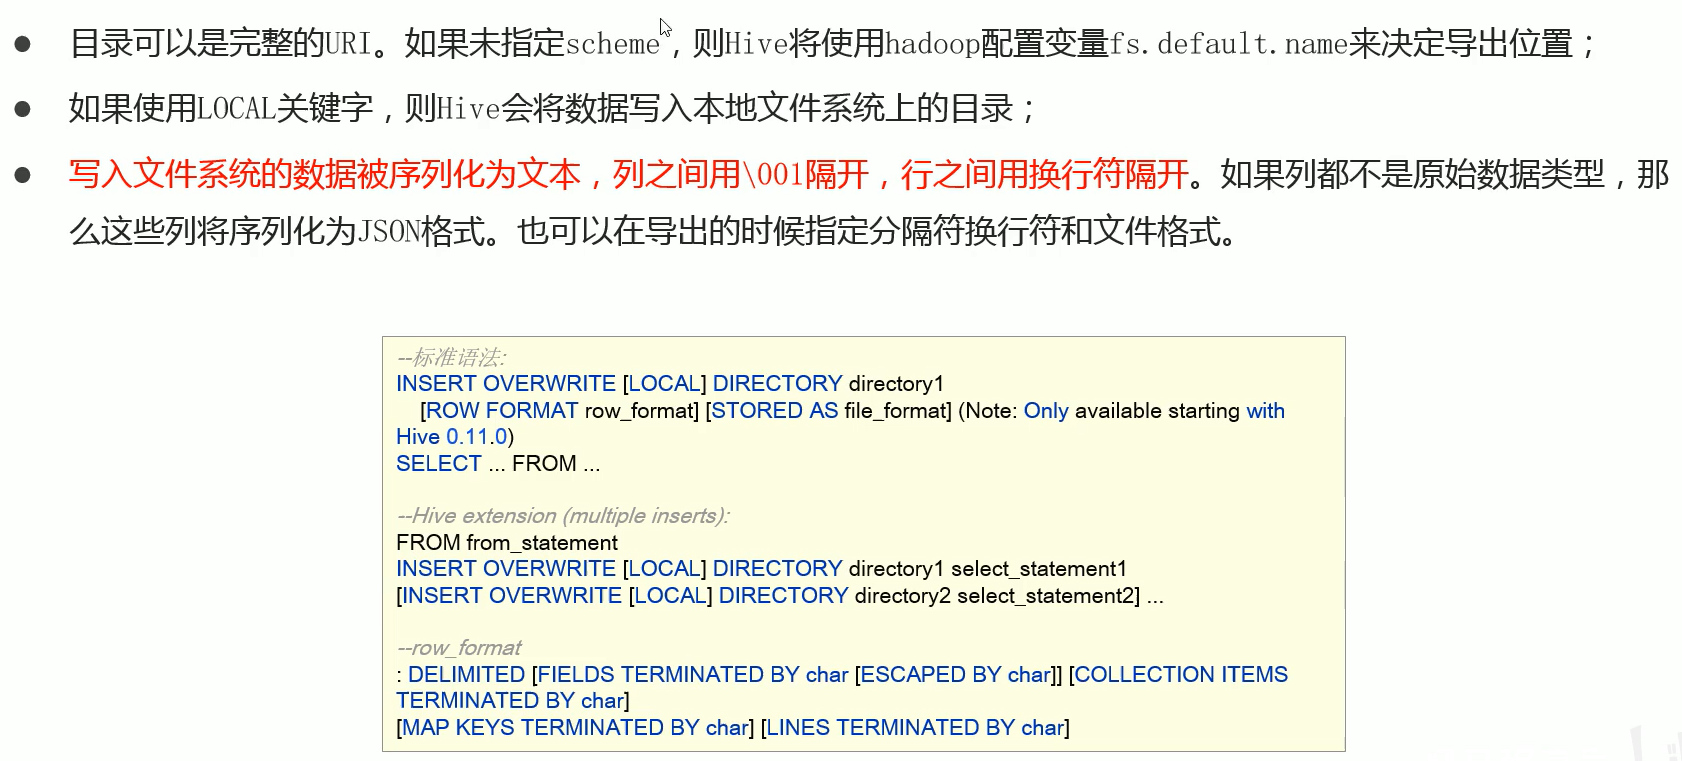 ● 目录可以是完整的URI。如果未指定scheme，则Hive将使用hadoop配置变量fs.default.name来决定导出位置；
● 如果使用LOCAL关键字，则Hive会将数据写入本地文件系统上的目录；
● 写入文件系统的数据被序列化为文本，列之间用\001隔开，行之间用换行符隔开。如果列都不是原始数据类型，那
么这些列将序列化为JSON格式。也可以在导出的时候指定分隔符换行符和文件格式。
--标准语法:
INSERT OVERWRITE [LOCAL] DIRECTORY directory1
[ROW FORMAT row_format] [STORED AS file_format] (Note: Only available starting with
Hive 0.11.0)
SELECT ... FROM ...
--Hive extension (multiple inserts):
FROM from_statement
INSERT OVERWRITE [LOCAL] DIRECTORY directory1 select_statement1
[INSERT OVERWRITE [LOCAL] DIRECTORY directory2 select_statement2] ...
--row_format
: DELIMITED [FIELDS TERMINATED BY char [ESCAPED BY char]] [COLLECTION ITEMS
TERMINATED BY char]
[MAP KEYS TERMINATED BY char] [LINES TERMINATED BY char]